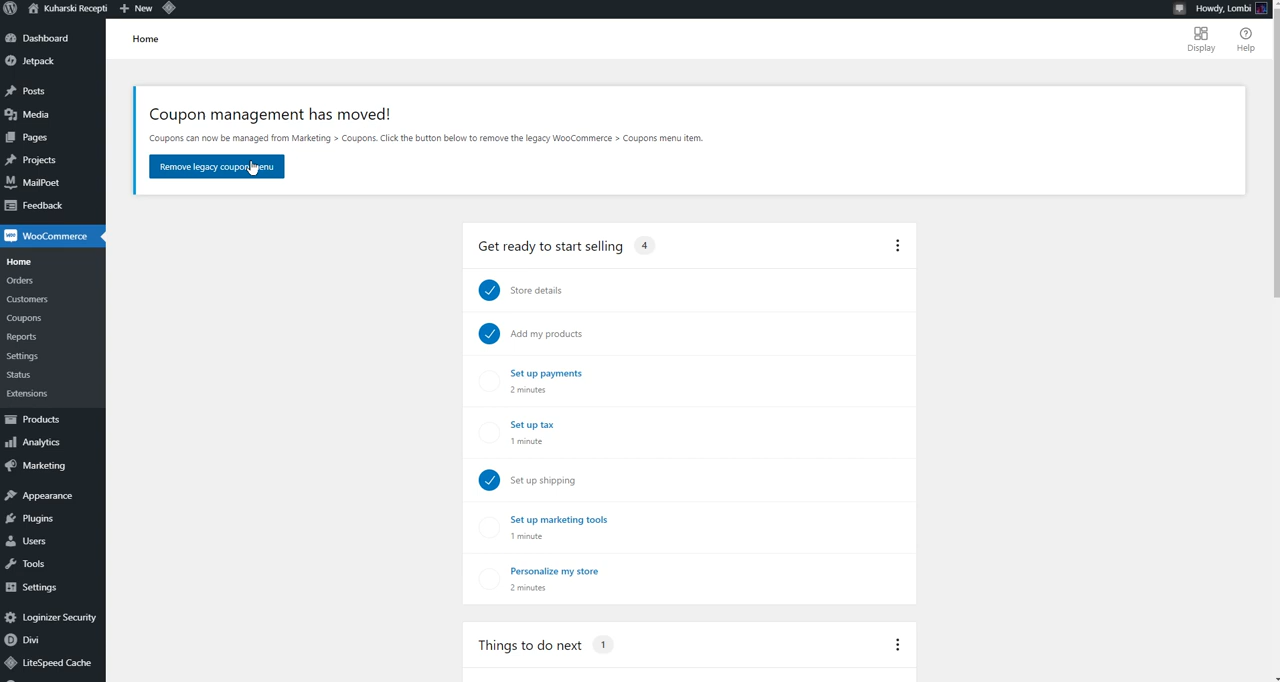 Kuharski Recepti
New
Howdy, Lombi
Dashboard
Jetpack
Posts
Media
Pages
Projects
MailPoet
Feedback
WooCommerce
Home
Orders
Customers
Coupons
Reports
Settings
Status
Extensions
Products
Analytics
Marketing
Appearance
Plugins
Users
Tools
Settings
Loginizer Security
Divi
LiteSpeed Cache
Home
Display
Help
Coupon management has moved!
Coupons can now be managed from Marketing > Coupons. Click the button below to remove the legacy WooCommerce > Coupons menu item.
Remove legacy coupon menu
Get ready to start selling 4
Store details
Add my products
Set up payments
2 minutes
Set up tax
1 minute
Set up shipping
Set up marketing tools
1 minute
Personalize my store
2 minutes
Things to do next 1